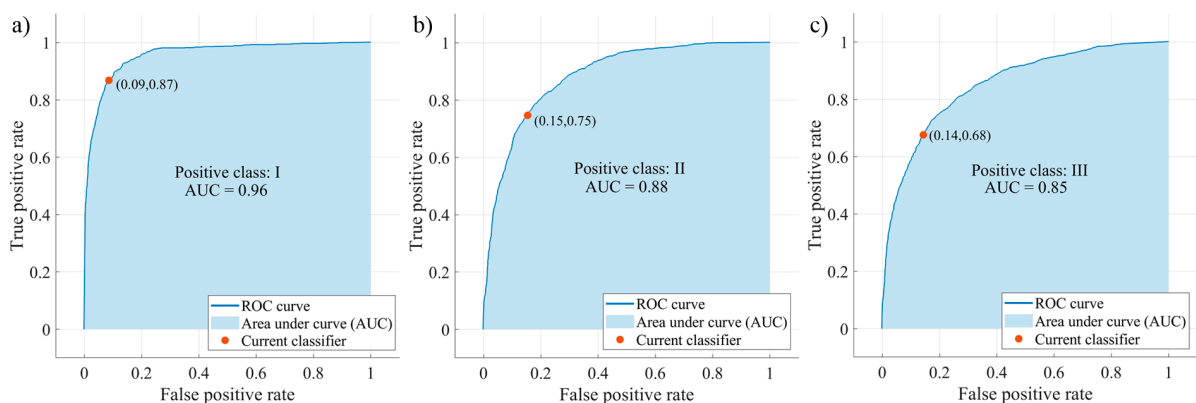 a)
1
0.8
0.6
0.4
0.2
0
True positive rate
(0.09,0.87)
Positive class: I
AUC = 0.96
ROC curve
Area under curve (AUC)
Current classifier
0 0.2 0.4 0.6 0.8 1
False positive rate
b)
1
0.8
0.6
0.4
0.2
0
True positive rate
(0.15,0.75)
Positive class: II
AUC = 0.88
ROC curve
Area under curve (AUC)
Current classifier
0 0.2 0.4 0.6 0.8 1
False positive rate
c)
1
0.8
0.6
0.4
0.2
0
True positive rate
(0.14,0.68)
Positive class: III
AUC = 0.85
ROC curve
Area under curve (AUC)
Current classifier
0 0.2 0.4 0.6 0.8 1
False positive rate